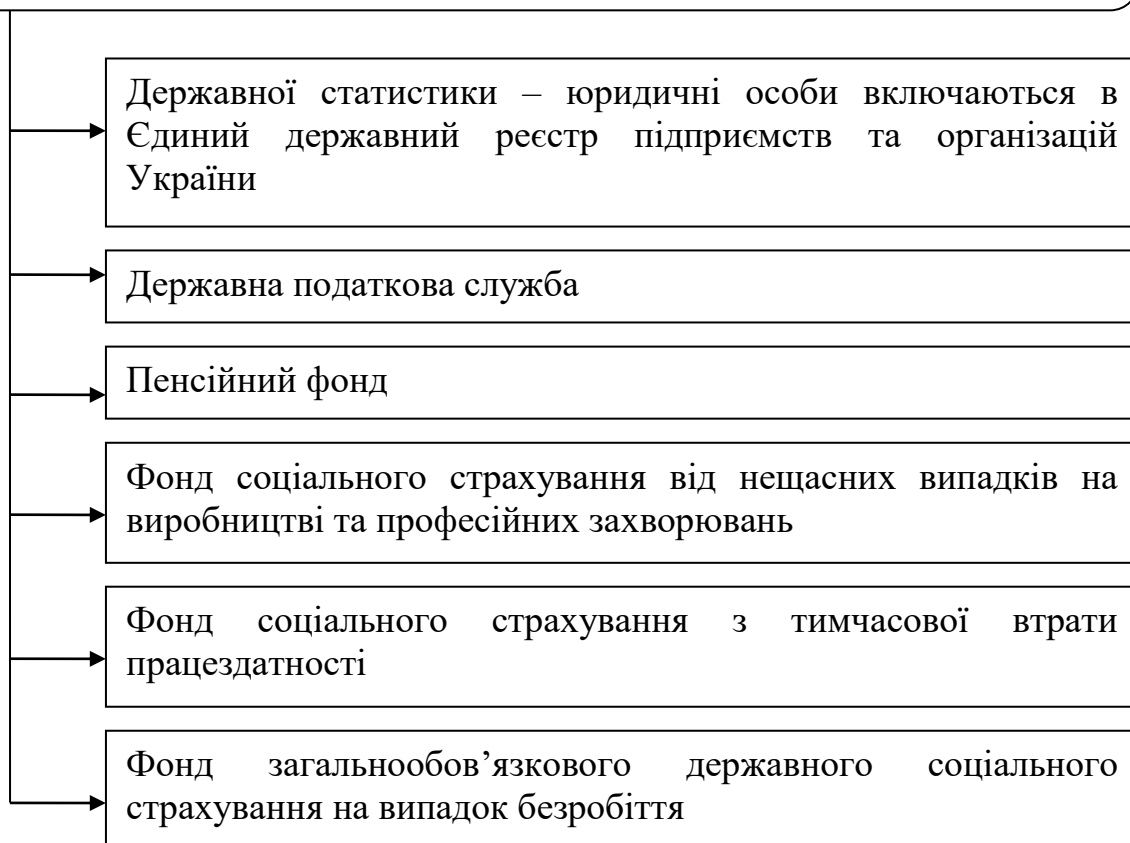 Державної статистики – юридичні особи включаються в
Єдиний державний реєстр підприємств та організацій
України
Державна податкова служба
Пенсійний фонд
Фонд соціального страхування від нещасних випадків на
виробництві та професійних захворювань
Фонд соціального страхування з тимчасової втрати
працездатності
Фонд загальнообов’язкового державного соціального
страхування на випадок безробіття